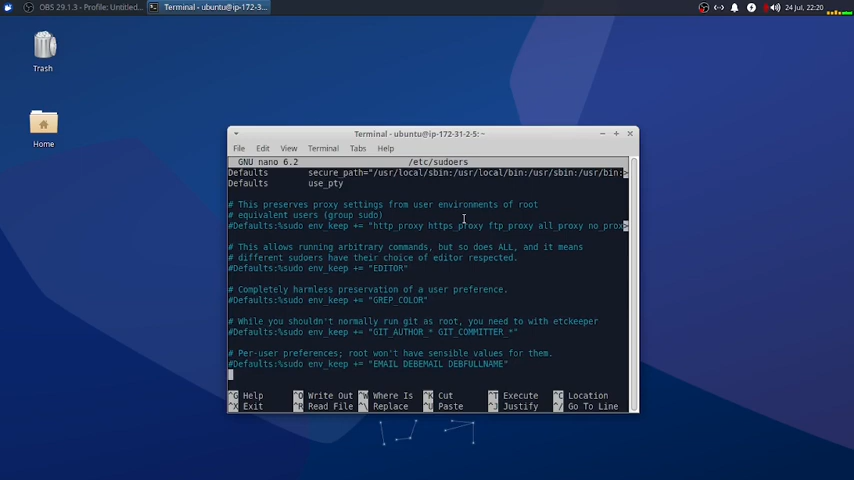 OBS 29.1.3 - Profile: Untitled...
Terminal - ubuntu@ip-172-3...
24 Jul, 22:20
Trash
Home
Terminal - ubuntu@ip-172-31-2-5: ~
File Edit View Terminal Tabs Help
GNU nano 6.2 /etc/sudoers
Defaults secure_path="/usr/local/sbin:/usr/local/bin:/usr/sbin:/usr/bin:>
Defaults use_pty
# This preserves proxy settings from user environments of root
# equivalent users (group sudo)
#Defaults:%sudo env_keep += "http_proxy https_proxy ftp_proxy all_proxy no_prox>
# This allows running arbitrary commands, but so does ALL, and it means
# different sudoers have their choice of editor respected.
#Defaults:%sudo env_keep += "EDITOR"
# Completely harmless preservation of a user preference.
#Defaults:%sudo env_keep += "GREP_COLOR"
# While you shouldn't normally run git as root, you need to with etckeeper
#Defaults:%sudo env_keep += "GIT_AUTHOR_* GIT_COMMITTER_*"
# Per-user preferences; root won't have sensible values for them.
#Defaults:%sudo env_keep += "EMAIL DEBEMAIL DEBFULLNAME"
^G Help ^O Write Out ^W Where Is ^K Cut ^T Execute ^C Location
^X Exit ^R Read File ^\ Replace ^U Paste ^J Justify ^/ Go To Line